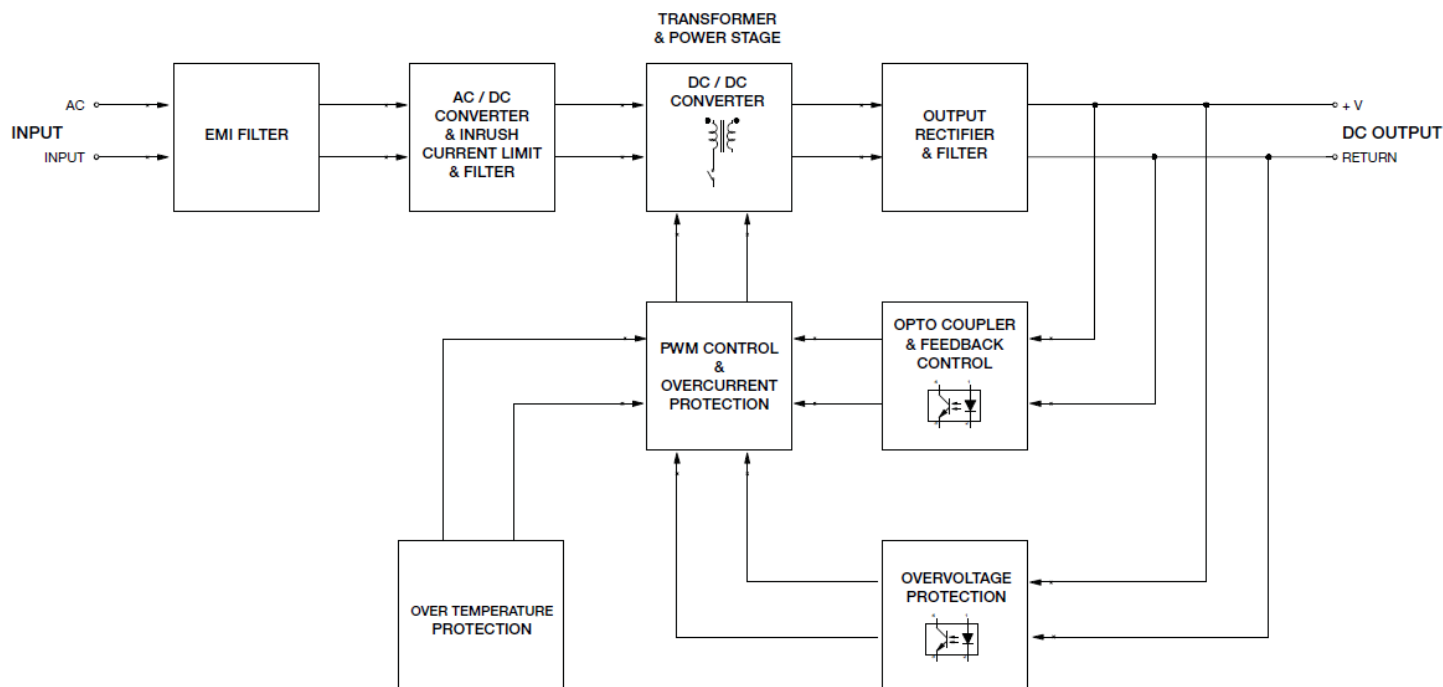 TRANSFORMER
& POWER STAGE
AC
INPUT
INPUT
EMI FILTER
AC / DC
CONVERTER
& INRUSH
CURRENT LIMIT
& FILTER
DC / DC
CONVERTER
OUTPUT
RECTIFIER
& FILTER
+ V
DC OUTPUT
RETURN
PWM CONTROL
&
OVERCURRENT
PROTECTION
OPTO COUPLER
& FEEDBACK
CONTROL
OVER TEMPERATURE
PROTECTION
OVERVOLTAGE
PROTECTION